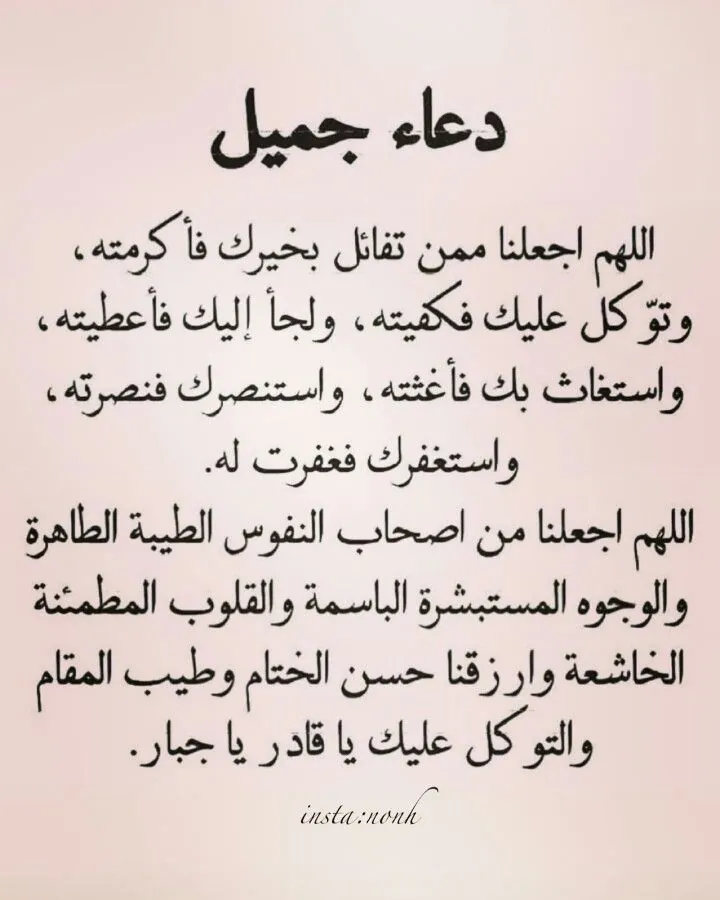 دعاء جميل
اللهم اجعلنا ممن تفائل بخيرك فأكرمته،
وتوّكل عليك فكفيته، ولجأ إليك فأعطيته،
واستغاث بك فأغثته، واستنصرك فنصرته،
واستغفرك فغفرت له.
اللهم اجعلنا من اصحاب النفوس الطيبة الطاهرة
والوجوه المستبشرة الباسمة والقلوب المطمئنة
الخاشعة وارزقنا حسن الختام وطيب المقام
والتوكل عليك يا قادر يا جبار.
insta:nonh